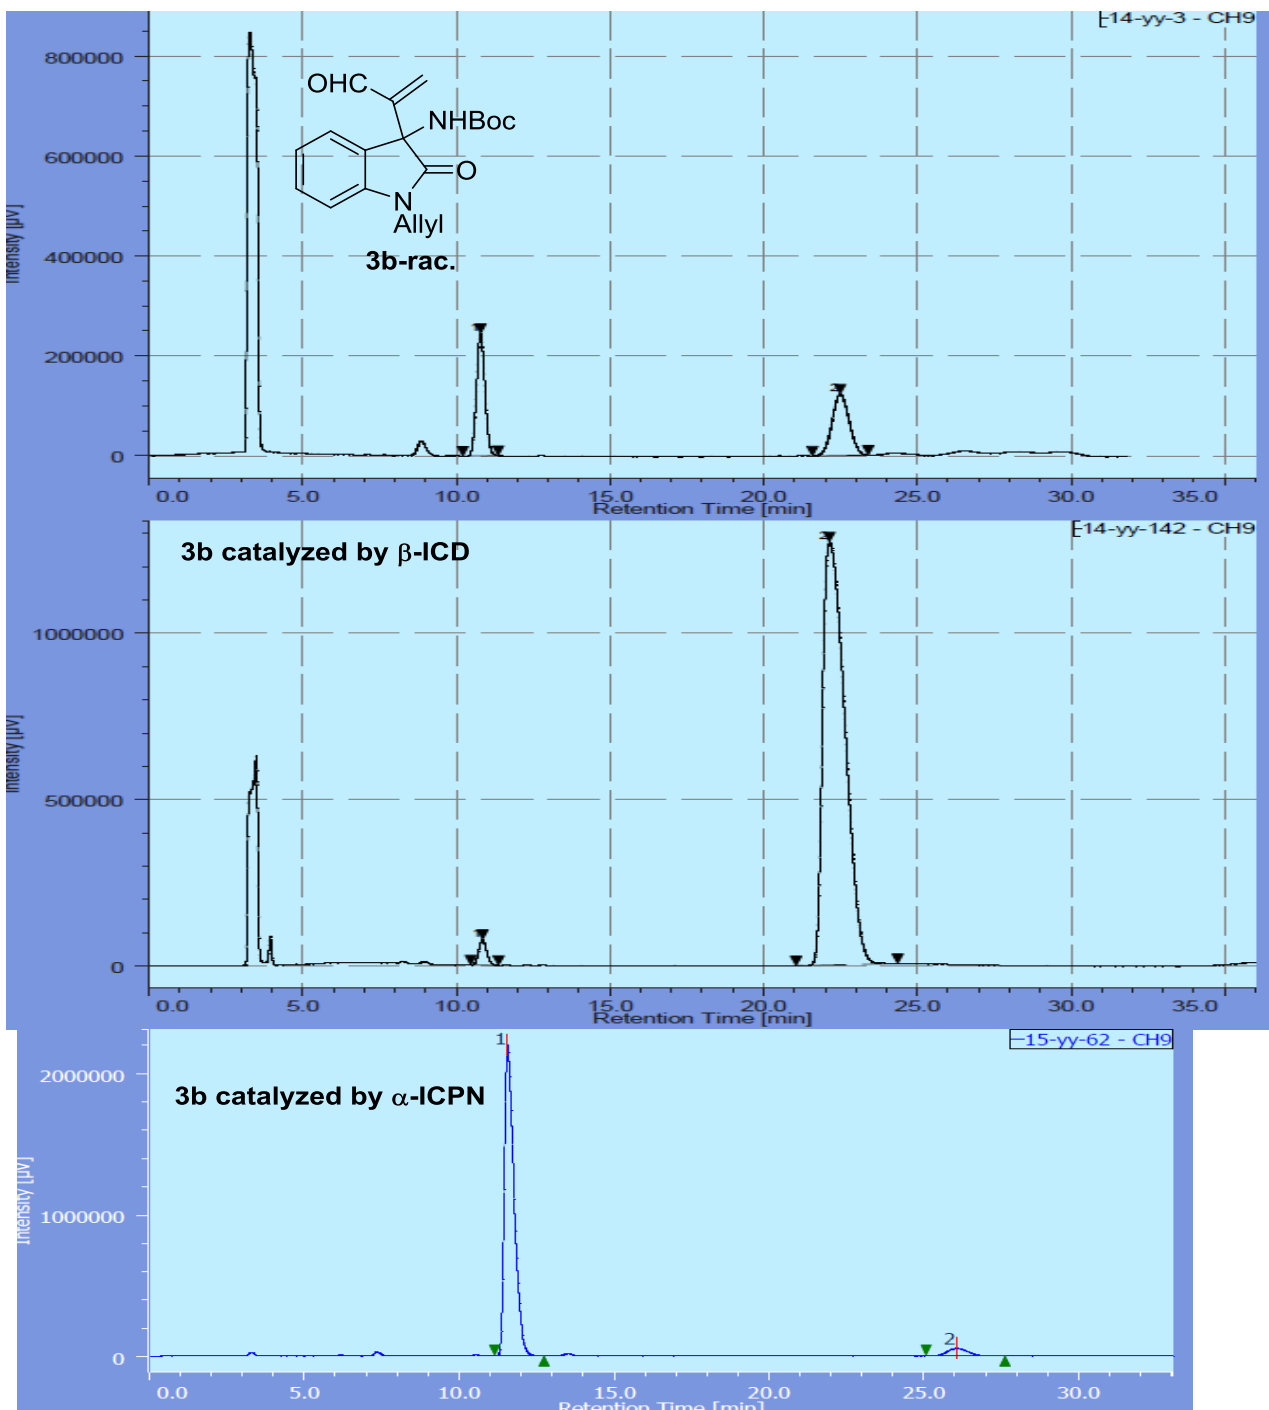 14-yy-3 - CH9
800000
OHC
NHBoc
600000
O
N
Allyl
Intensity [µV]
400000
3b-rac.
200000
2
0
0.0 5.0 10.0 15.0 20.0 25.0 30.0 35.0
Retention Time [min]
14-yy-142 - CH9
3b catalyzed by β-ICD
2
1000000
Intensity [µV]
500000
0
0.0 5.0 10.0 15.0 20.0 25.0 30.0 35.0
Retention Time [min]
15-yy-62 - CH9
1
2000000
3b catalyzed by α-ICPN
Intensity [µV]
1000000
2
0
0.0 5.0 10.0 15.0 20.0 25.0 30.0
Retention Time [min]